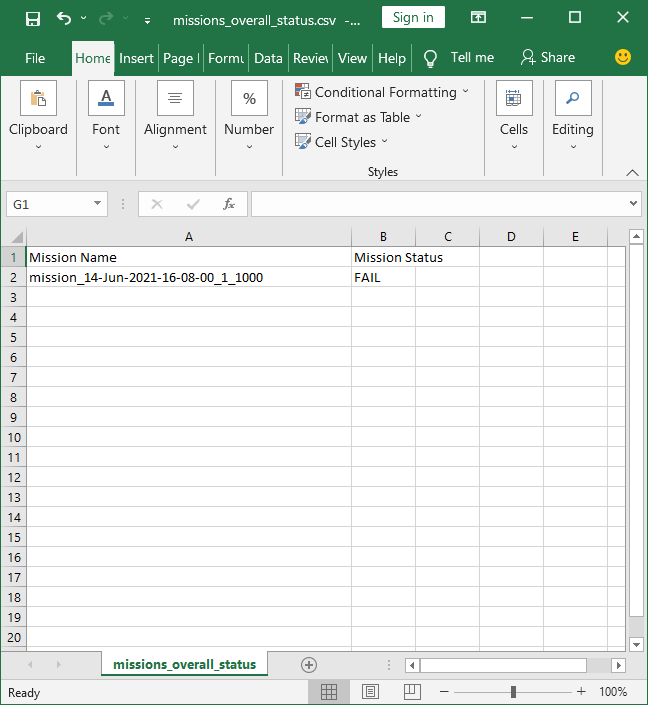 missions_overall_status.csv -...
Sign in
File Home Insert Page l Formu Data Review View Help Tell me Share
Clipboard
Font
Alignment
%
Number
Conditional Formatting
Format as Table
Cell Styles
Styles
Cells
Editing
G1 fx
A B C D E
1 Mission Name Mission Status
2 mission_14-Jun-2021-16-08-00_1_1000 FAIL
3
4
5
6
7
8
9
10
11
12
13
14
15
16
17
18
19
20
missions_overall_status
Ready 100%